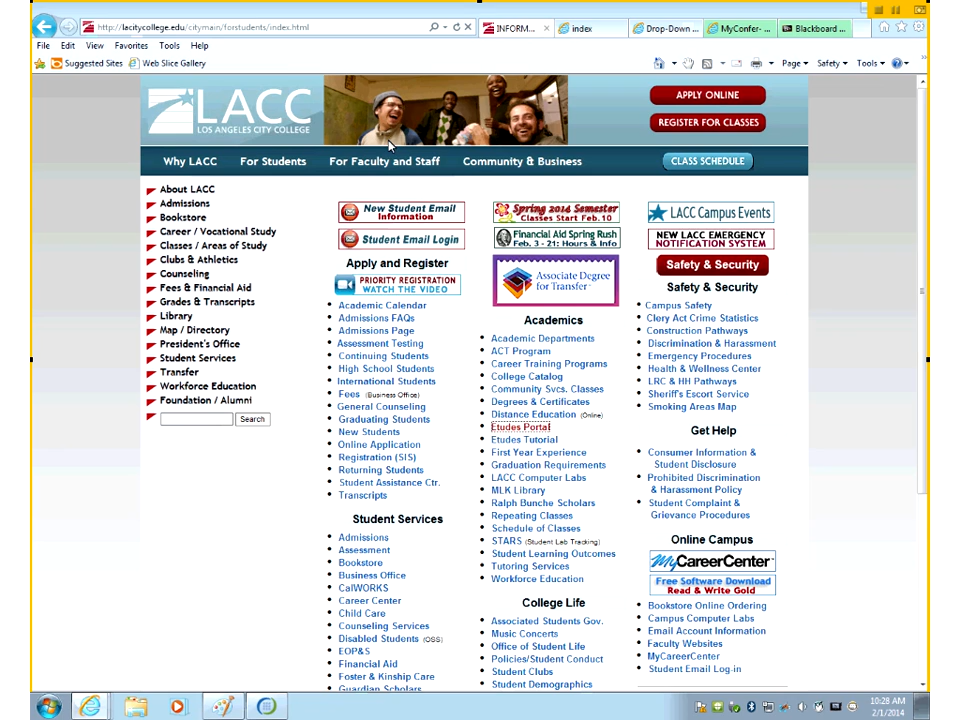 http://lacitycollege.edu/citymain/forstudents/index.html
INFORM...
index
Drop-Down ...
MyConfer- ...
Blackboard ...
File Edit View Favorites Tools Help
Suggested Sites Web Slice Gallery
Page Safety Tools
LACC
LOS ANGELES CITY COLLEGE
APPLY ONLINE
REGISTER FOR CLASSES
Why LACC For Students For Faculty and Staff Community & Business
CLASS SCHEDULE
About LACC
Admissions
Bookstore
Career / Vocational Study
Classes / Areas of Study
Clubs & Athletics
Counseling
Fees & Financial Aid
Grades & Transcripts
Library
Map / Directory
President's Office
Student Services
Transfer
Workforce Education
Foundation / Alumni
Search
New Student Email
Information
Student Email Login
Apply and Register
PRIORITY REGISTRATION
WATCH THE VIDEO
Academic Calendar
Admissions FAQs
Admissions Page
Assessment Testing
Continuing Students
High School Students
International Students
Fees (Business Office)
General Counseling
Graduating Students
New Students
Online Application
Registration (SIS)
Returning Students
Student Assistance Ctr.
Transcripts
Student Services
Admissions
Assessment
Bookstore
Business Office
CalWORKS
Career Center
Child Care
Counseling Services
Disabled Students (OSS)
EOP&S
Financial Aid
Foster & Kinship Care
Guardian Scholars
Spring 2014 Semester
Classes Start Feb.10
Financial Aid Spring Rush
Feb. 3 - 21: Hours & Info
Associate Degree
for Transfer
Academics
Academic Departments
ACT Program
Career Training Programs
College Catalog
Community Svcs. Classes
Degrees & Certificates
Distance Education (Online)
Etudes Portal
Etudes Tutorial
First Year Experience
Graduation Requirements
LACC Computer Labs
MLK Library
Ralph Bunche Scholars
Repeating Classes
Schedule of Classes
STARS (Student Lab Tracking)
Student Learning Outcomes
Tutoring Services
Workforce Education
College Life
Associated Students Gov.
Music Concerts
Office of Student Life
Policies/Student Conduct
Student Clubs
Student Demographics
LACC Campus Events
NEW LACC EMERGENCY
NOTIFICATION SYSTEM
Safety & Security
Safety & Security
Campus Safety
Clery Act Crime Statistics
Construction Pathways
Discrimination & Harassment
Emergency Procedures
Health & Wellness Center
LRC & HH Pathways
Sheriff's Escort Service
Smoking Areas Map
Get Help
Consumer Information &
Student Disclosure
Prohibited Discrimination
& Harassment Policy
Student Complaint &
Grievance Procedures
Online Campus
MyCareerCenter
Free Software Download
Read & Write Gold
Bookstore Online Ordering
Campus Computer Labs
Email Account Information
Faculty Websites
MyCareerCenter
Student Email Log-in
10:28 AM
2/1/2014